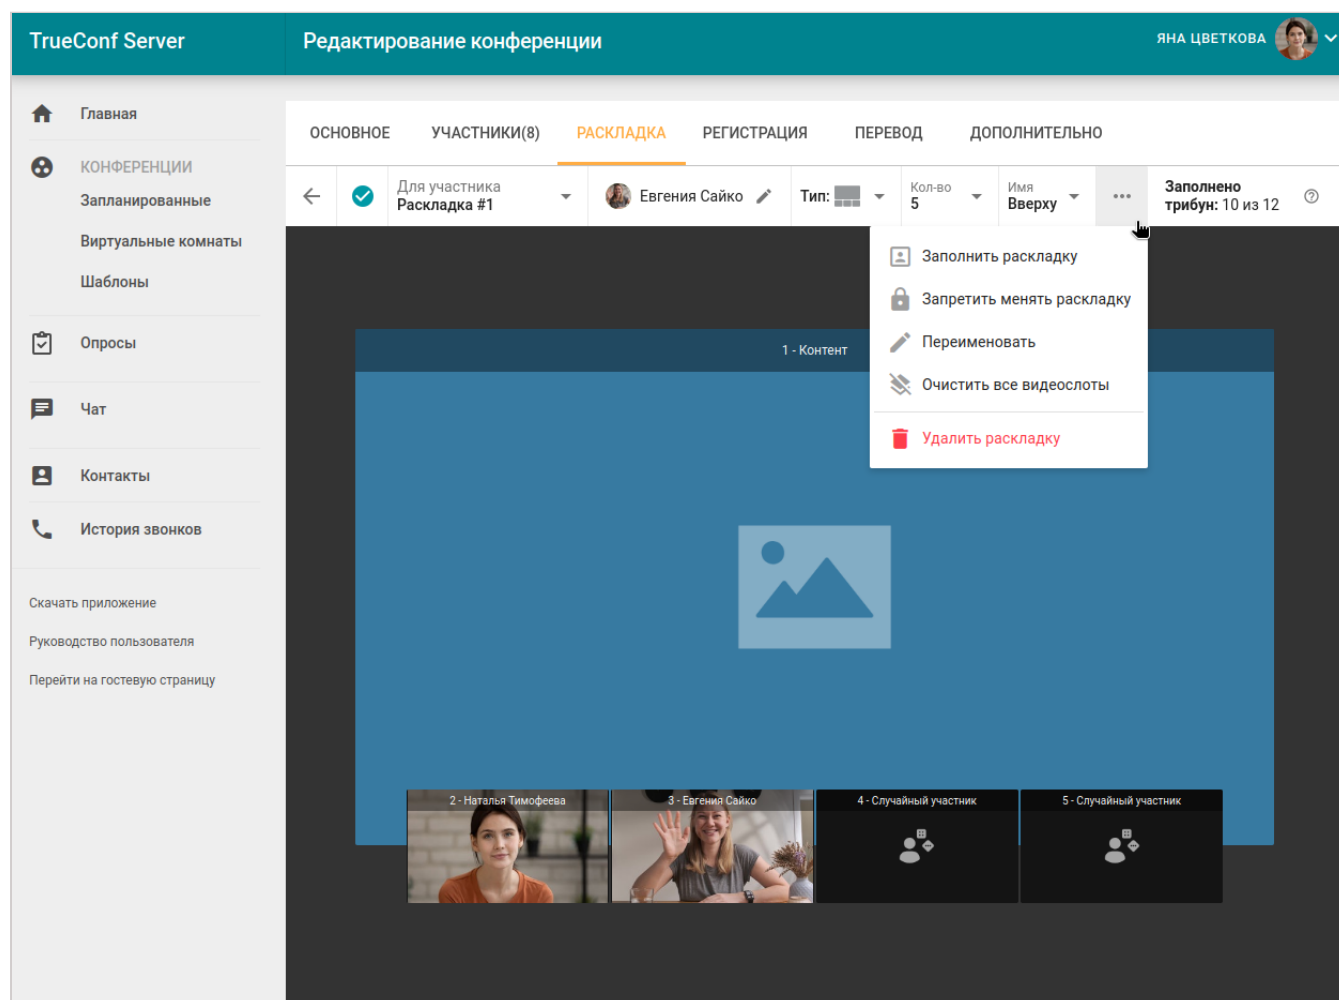 TrueConf Server
Редактирование конференции
ЯНА ЦВЕТКОВА
Главная
КОНФЕРЕНЦИИ
Запланированные
Виртуальные комнаты
Шаблоны
Опросы
Чат
Контакты
История звонков
Скачать приложение
Руководство пользователя
Перейти на гостевую страницу
ОСНОВНОЕ
УЧАСТНИКИ(8)
РАСКЛАДКА
РЕГИСТРАЦИЯ
ПЕРЕВОД
ДОПОЛНИТЕЛЬНО
Для участника
Раскладка #1
Евгения Сайко
Тип:
Кол-во
5
Имя
Вверху
Заполнено
трибун: 10 из 12
Заполнить раскладку
Запретить менять раскладку
Переименовать
Очистить все видеослоты
Удалить раскладку
1 - Контент
2 - Наталья Тимофеева
3 - Евгения Сайко
4 - Случайный участник
5 - Случайный участник